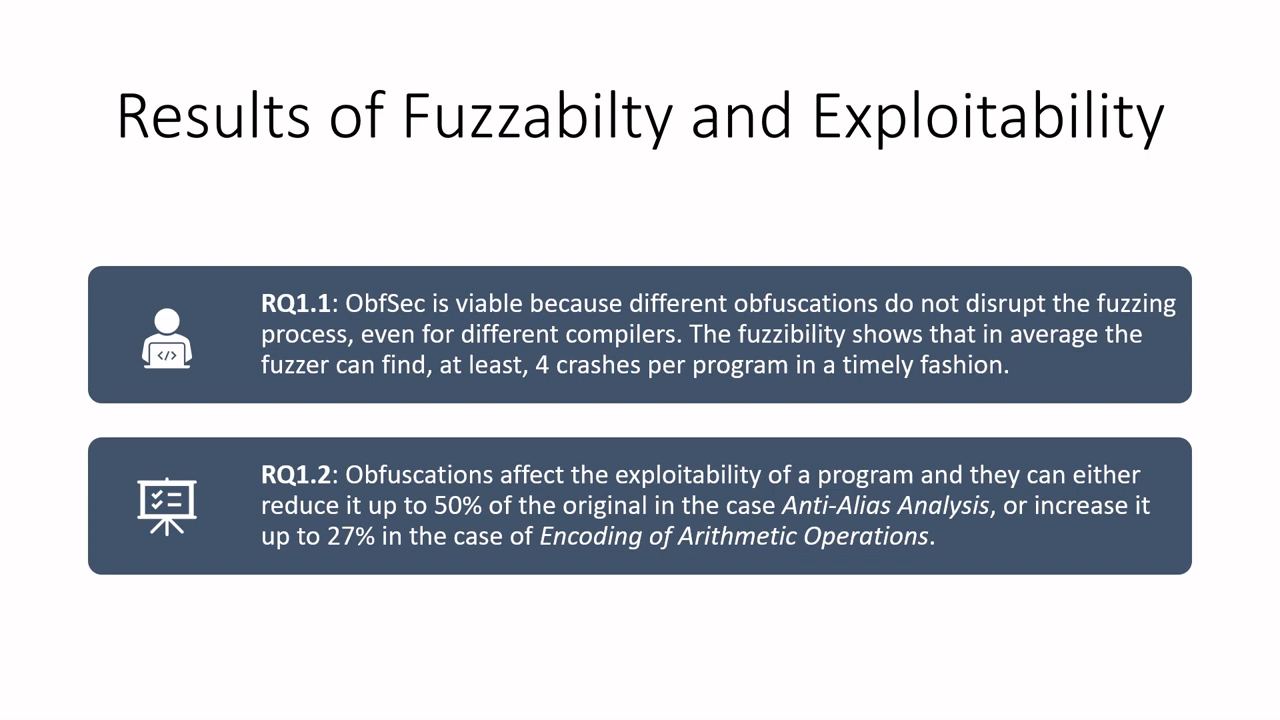 Results of Fuzzabilty and Exploitability
RQ1.1: ObfSec is viable because different obfuscations do not disrupt the fuzzing
process, even for different compilers. The fuzzibility shows that in average the
fuzzer can find, at least, 4 crashes per program in a timely fashion.
RQ1.2: Obfuscations affect the exploitability of a program and they can either
reduce it up to 50% of the original in the case Anti-Alias Analysis, or increase it
up to 27% in the case of Encoding of Arithmetic Operations.